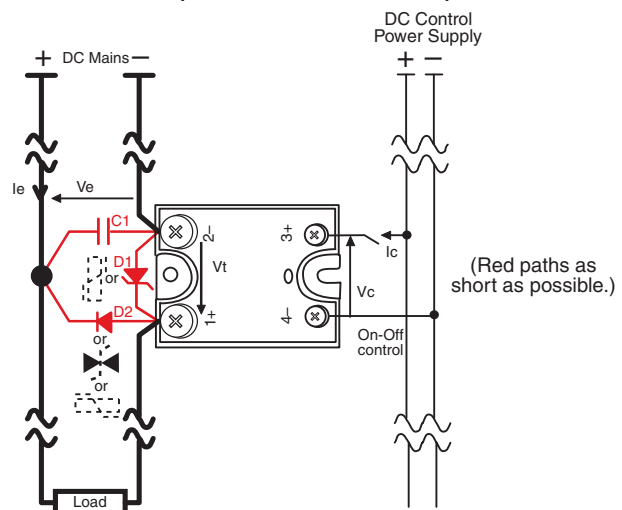 DC Control
Power Supply
+ DC Mains −
+ −
Ie
Ve
C1
2−
3+
Ic
D1
or
Vt
(Red paths as
short as possible.)
Vc
D2
1+
4−
On-Off
control
or
or
Load